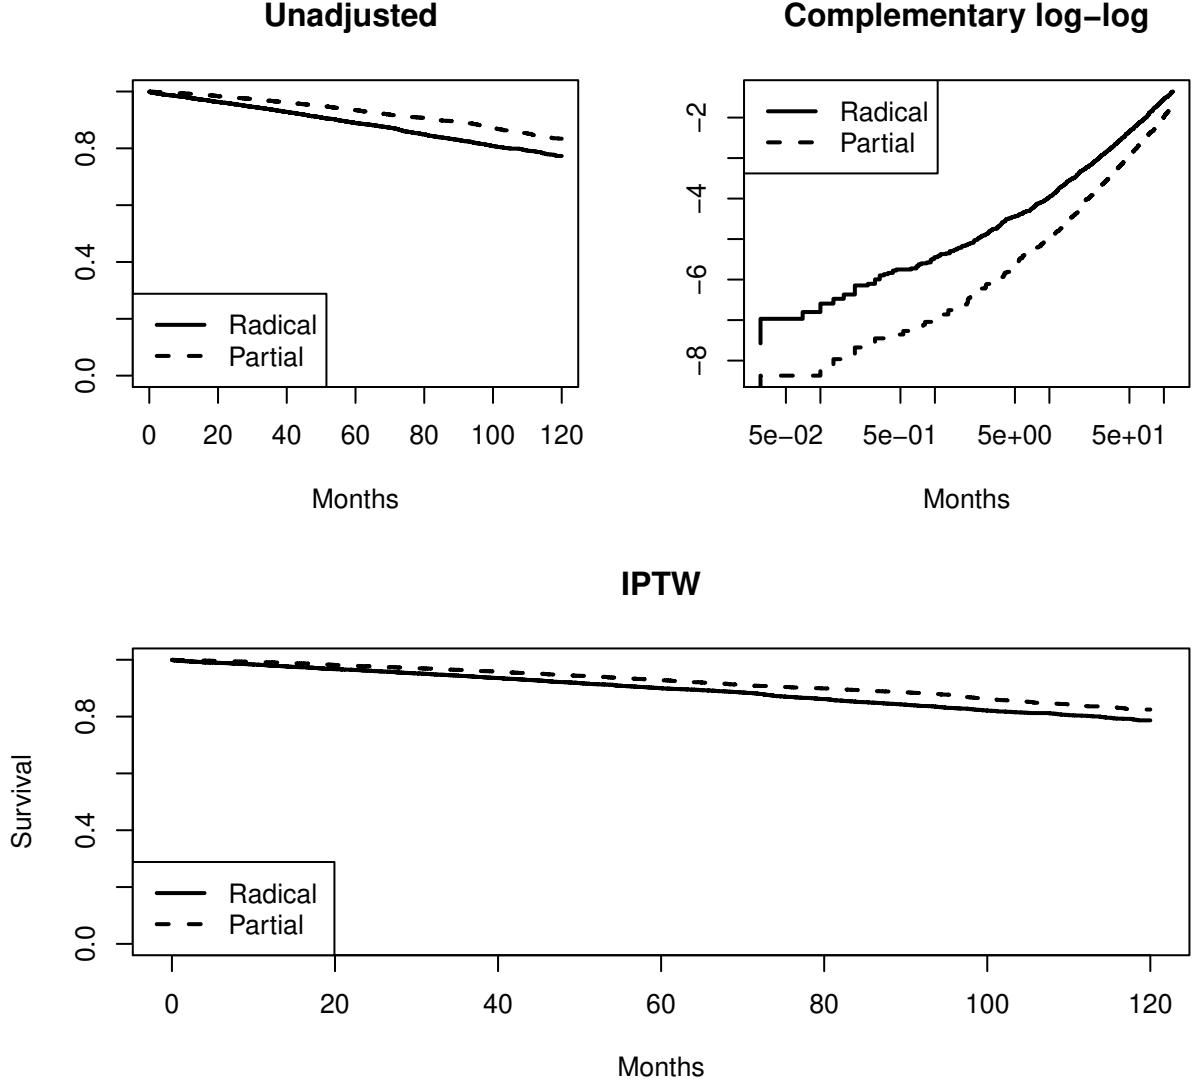 Unadjusted
0.8
0.4
0.0
Radical
Partial
0 20 40 60 80 100 120
Months
Complementary log−log
−2
−4
−6
−8
Radical
Partial
5e−02 5e−01 5e+00 5e+01
Months
IPTW
Survival
0.8
0.4
0.0
Radical
Partial
0 20 40 60 80 100 120
Months